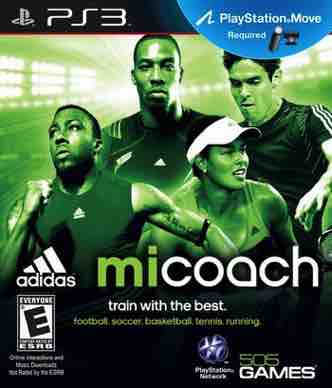 PS3
PlayStation®Move
Required
adidas
micoach
train with the best.
football. soccer. basketball. tennis. running.
EVERYONE
E
CONTENT RATED BY
ESRB
Online Interactions and
Music Downloads
Not Rated by the ESRB
PlayStation®
Network
505
GAMES